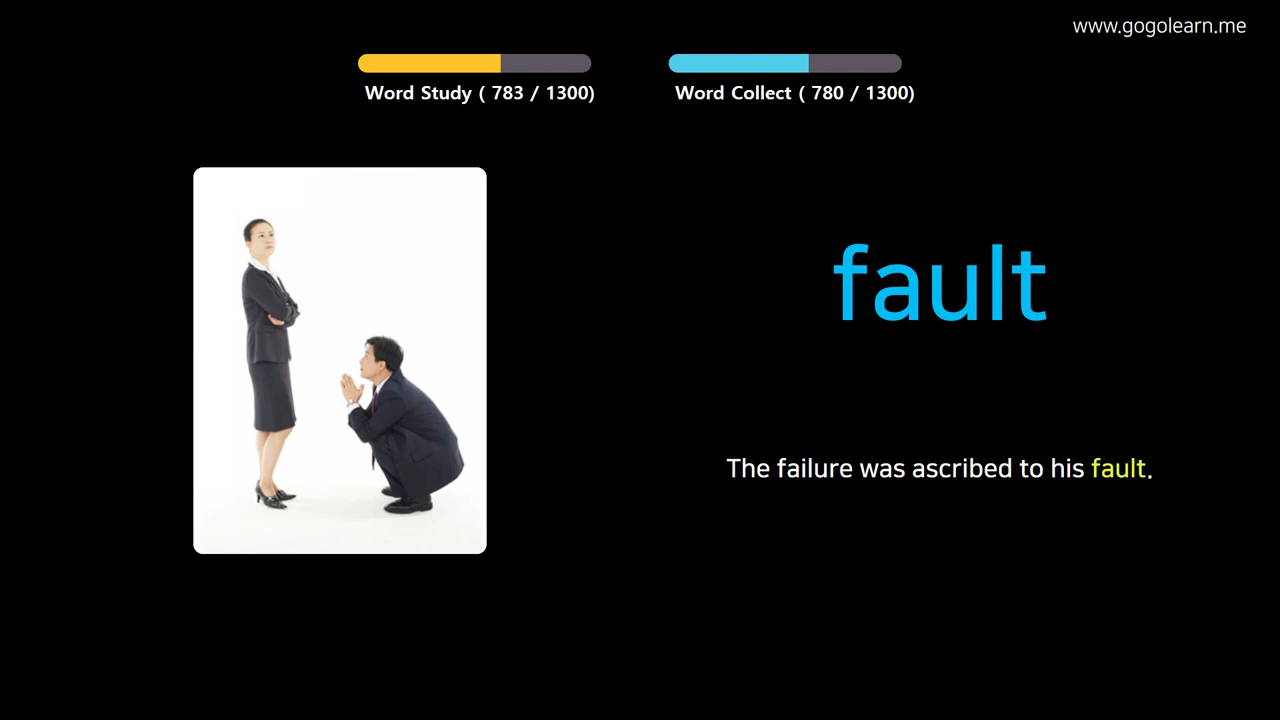 www.gogolearn.me
Word Study ( 783 / 1300)
Word Collect ( 780 / 1300)
fault
The failure was ascribed to his fault.